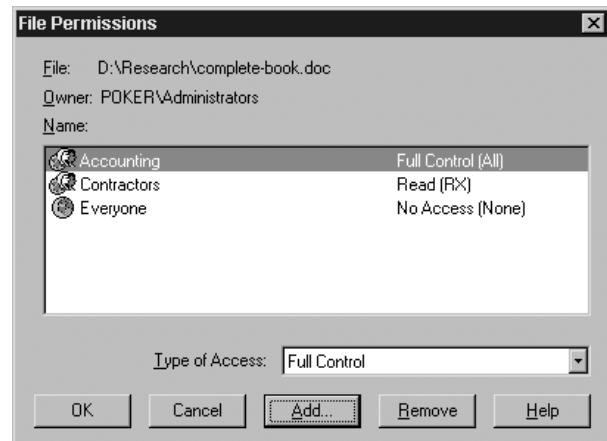 File Permissions
File: D:\Research\complete-book.doc
Owner: POKER\Administrators
Name:
Accounting Full Control (All)
Contractors Read (RX)
Everyone No Access (None)
Type of Access: Full Control
OK Cancel Add... Remove Help